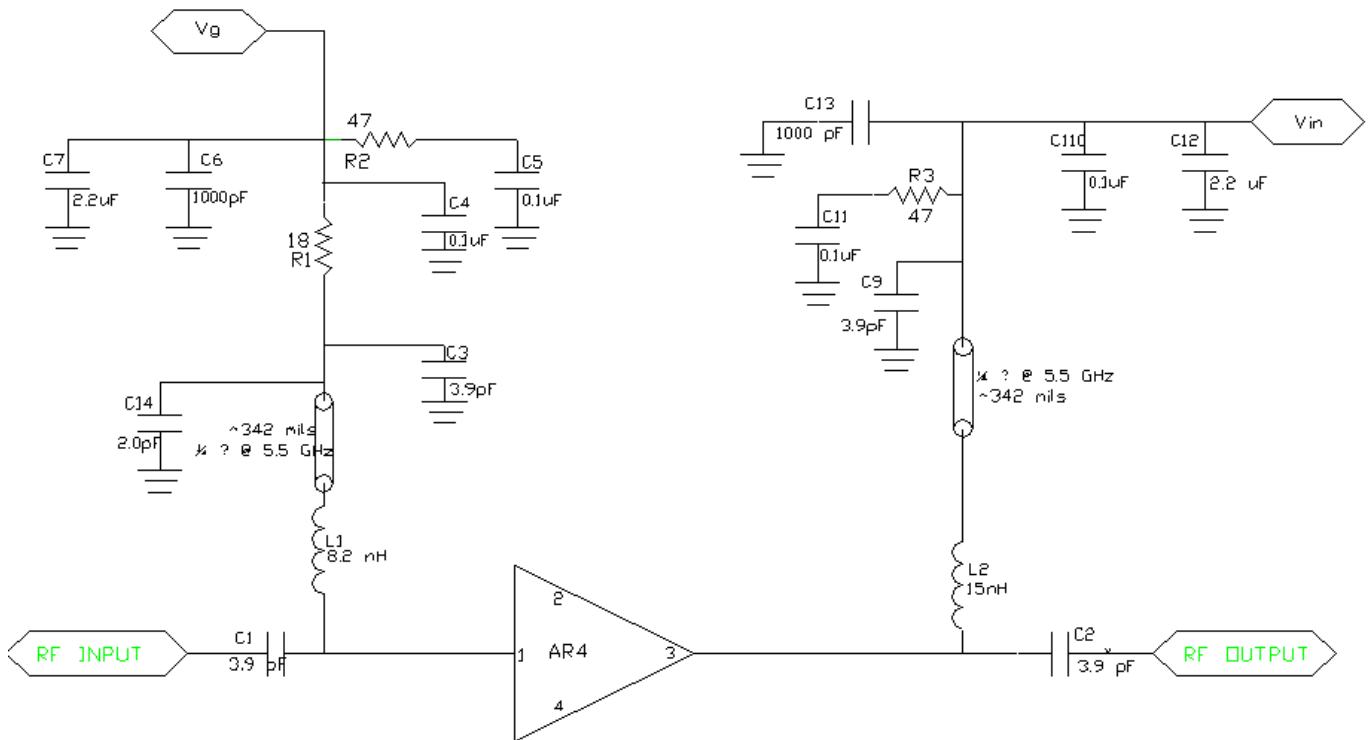 Vg
47
R2
C7
2.2uF
C6
1000pF
C5
0.1uF
C4
0.1uF
18
R1
C3
3.9pF
C14
2.0pF
~342 mils
¼ ? @ 5.5 GHz
L1
8.2 nH
RF INPUT
C1
3.9 pF
1
2
AR4
3
4
C13
1000 pF
Vin
C110
0.1uF
C12
2.2 uF
R3
47
C11
0.1uF
C9
3.9pF
¼ ? @ 5.5 GHz
~342 mils
L2
15nH
C2
3.9 pF
RF OUTPUT